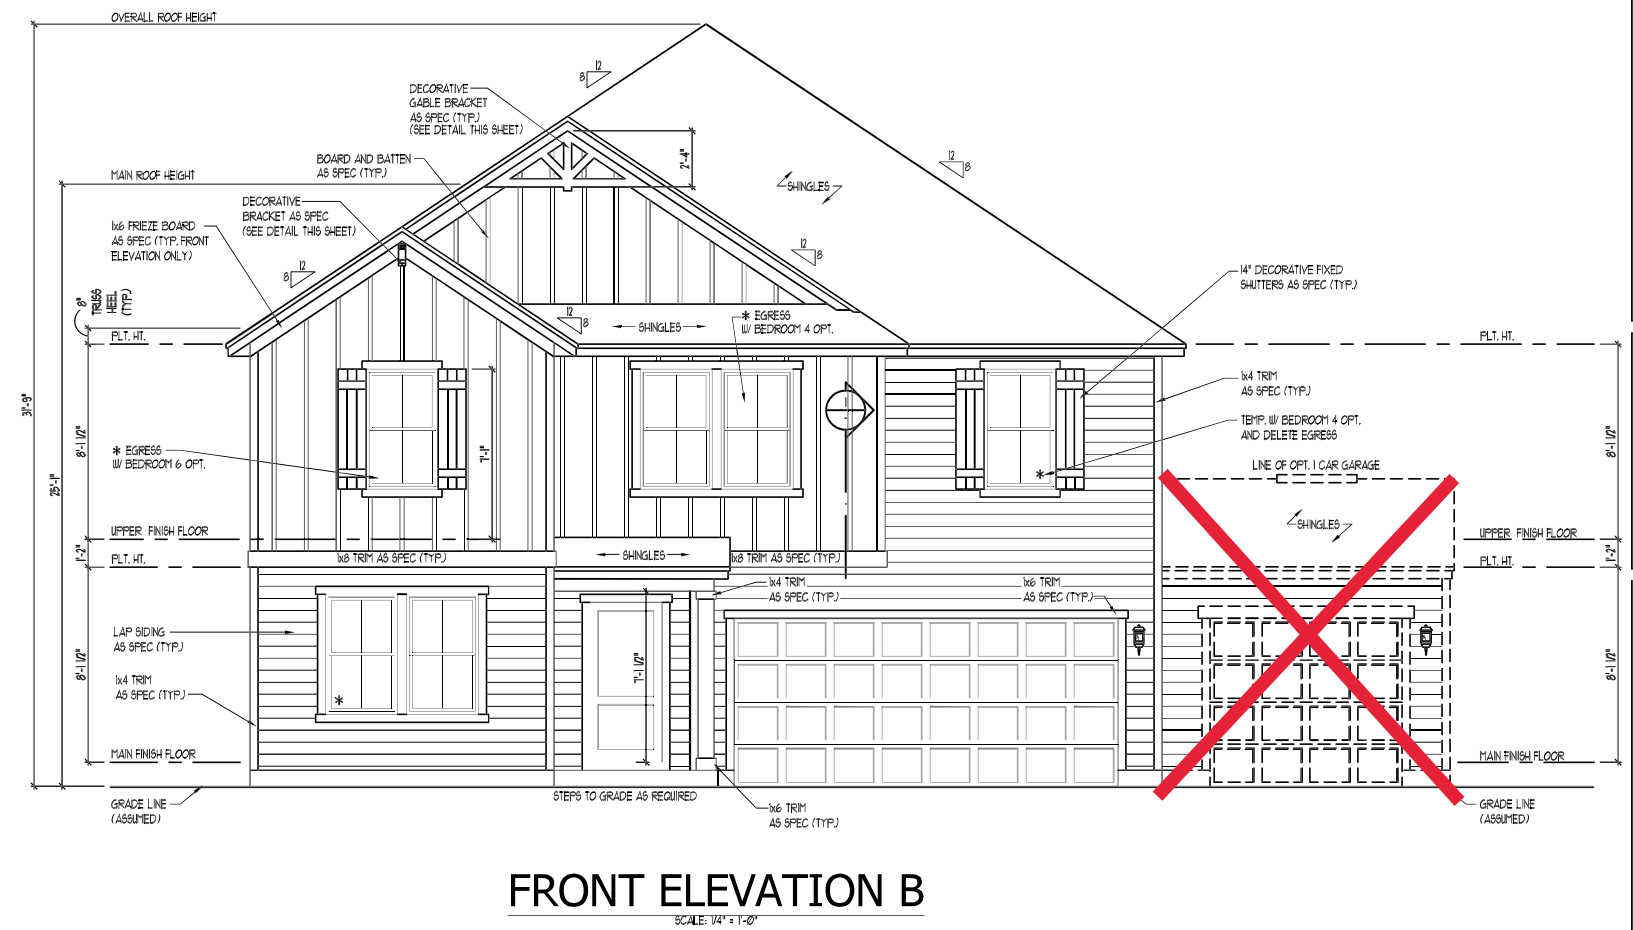 OVERALL ROOF HEIGHT
12
8
DECORATIVE
GABLE BRACKET
AS SPEC (TYP.)
(SEE DETAIL THIS SHEET)
BOARD AND BATTEN
AS SPEC (TYP.)
2'-4"
12
8
SHINGLES
MAIN ROOF HEIGHT
DECORATIVE
BRACKET AS SPEC
(SEE DETAIL THIS SHEET)
1x6 FRIEZE BOARD
AS SPEC (TYP. FRONT
ELEVATION ONLY)
12
8
12
8
14" DECORATIVE FIXED
SHUTTERS AS SPEC (TYP.)
8"
TRUSS
HEEL
(TYP.)
12
8
SHINGLES
* EGRESS
W/ BEDROOM 4 OPT.
PLT. HT.
PLT. HT.
1x4 TRIM
AS SPEC (TYP.)
31'-9"
TEMP. W/ BEDROOM 4 OPT.
AND DELETE EGRESS
8'-1 1/2"
8'-1 1/2"
* EGRESS
W/ BEDROOM 6 OPT.
7'-1"
*
LINE OF OPT. 1 CAR GARAGE
25'-1"
SHINGLES
UPPER FINISH FLOOR
UPPER FINISH FLOOR
1'-2"
1'-2"
PLT. HT.
1x8 TRIM AS SPEC (TYP.)
SHINGLES
1x8 TRIM AS SPEC (TYP.)
PLT. HT.
1x4 TRIM
AS SPEC (TYP.)
1x6 TRIM
AS SPEC (TYP.)
LAP SIDING
AS SPEC (TYP.)
8'-1 1/2"
7'-1 1/2"
8'-1 1/2"
1x4 TRIM
AS SPEC (TYP.)
*
MAIN FINISH FLOOR
MAIN FINISH FLOOR
STEPS TO GRADE AS REQUIRED
GRADE LINE
(ASSUMED)
1x6 TRIM
AS SPEC (TYP.)
GRADE LINE
(ASSUMED)
FRONT ELEVATION B
SCALE: 1/4" = 1'-0"